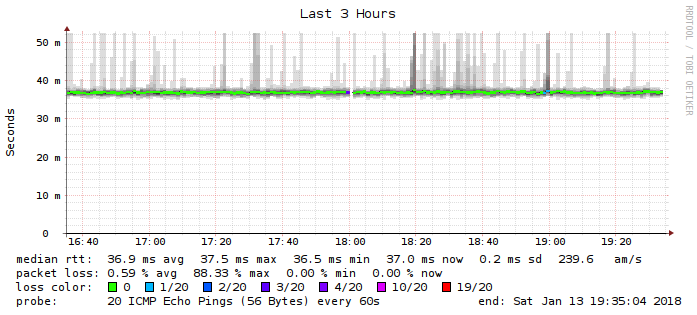 Last 3 Hours
RRDTOOL / TOBI OETIKER
Seconds
50 m
40 m
30 m
20 m
10 m
0
16:40 17:00 17:20 17:40 18:00 18:20 18:40 19:00 19:20
median rtt: 36.9 ms avg 37.5 ms max 36.5 ms min 37.0 ms now 0.2 ms sd 239.6 am/s
packet loss: 0.59 % avg 88.33 % max 0.00 % min 0.00 % now
loss color: 0 1/20 2/20 3/20 4/20 10/20 19/20
probe: 20 ICMP Echo Pings (56 Bytes) every 60s end: Sat Jan 13 19:35:04 2018